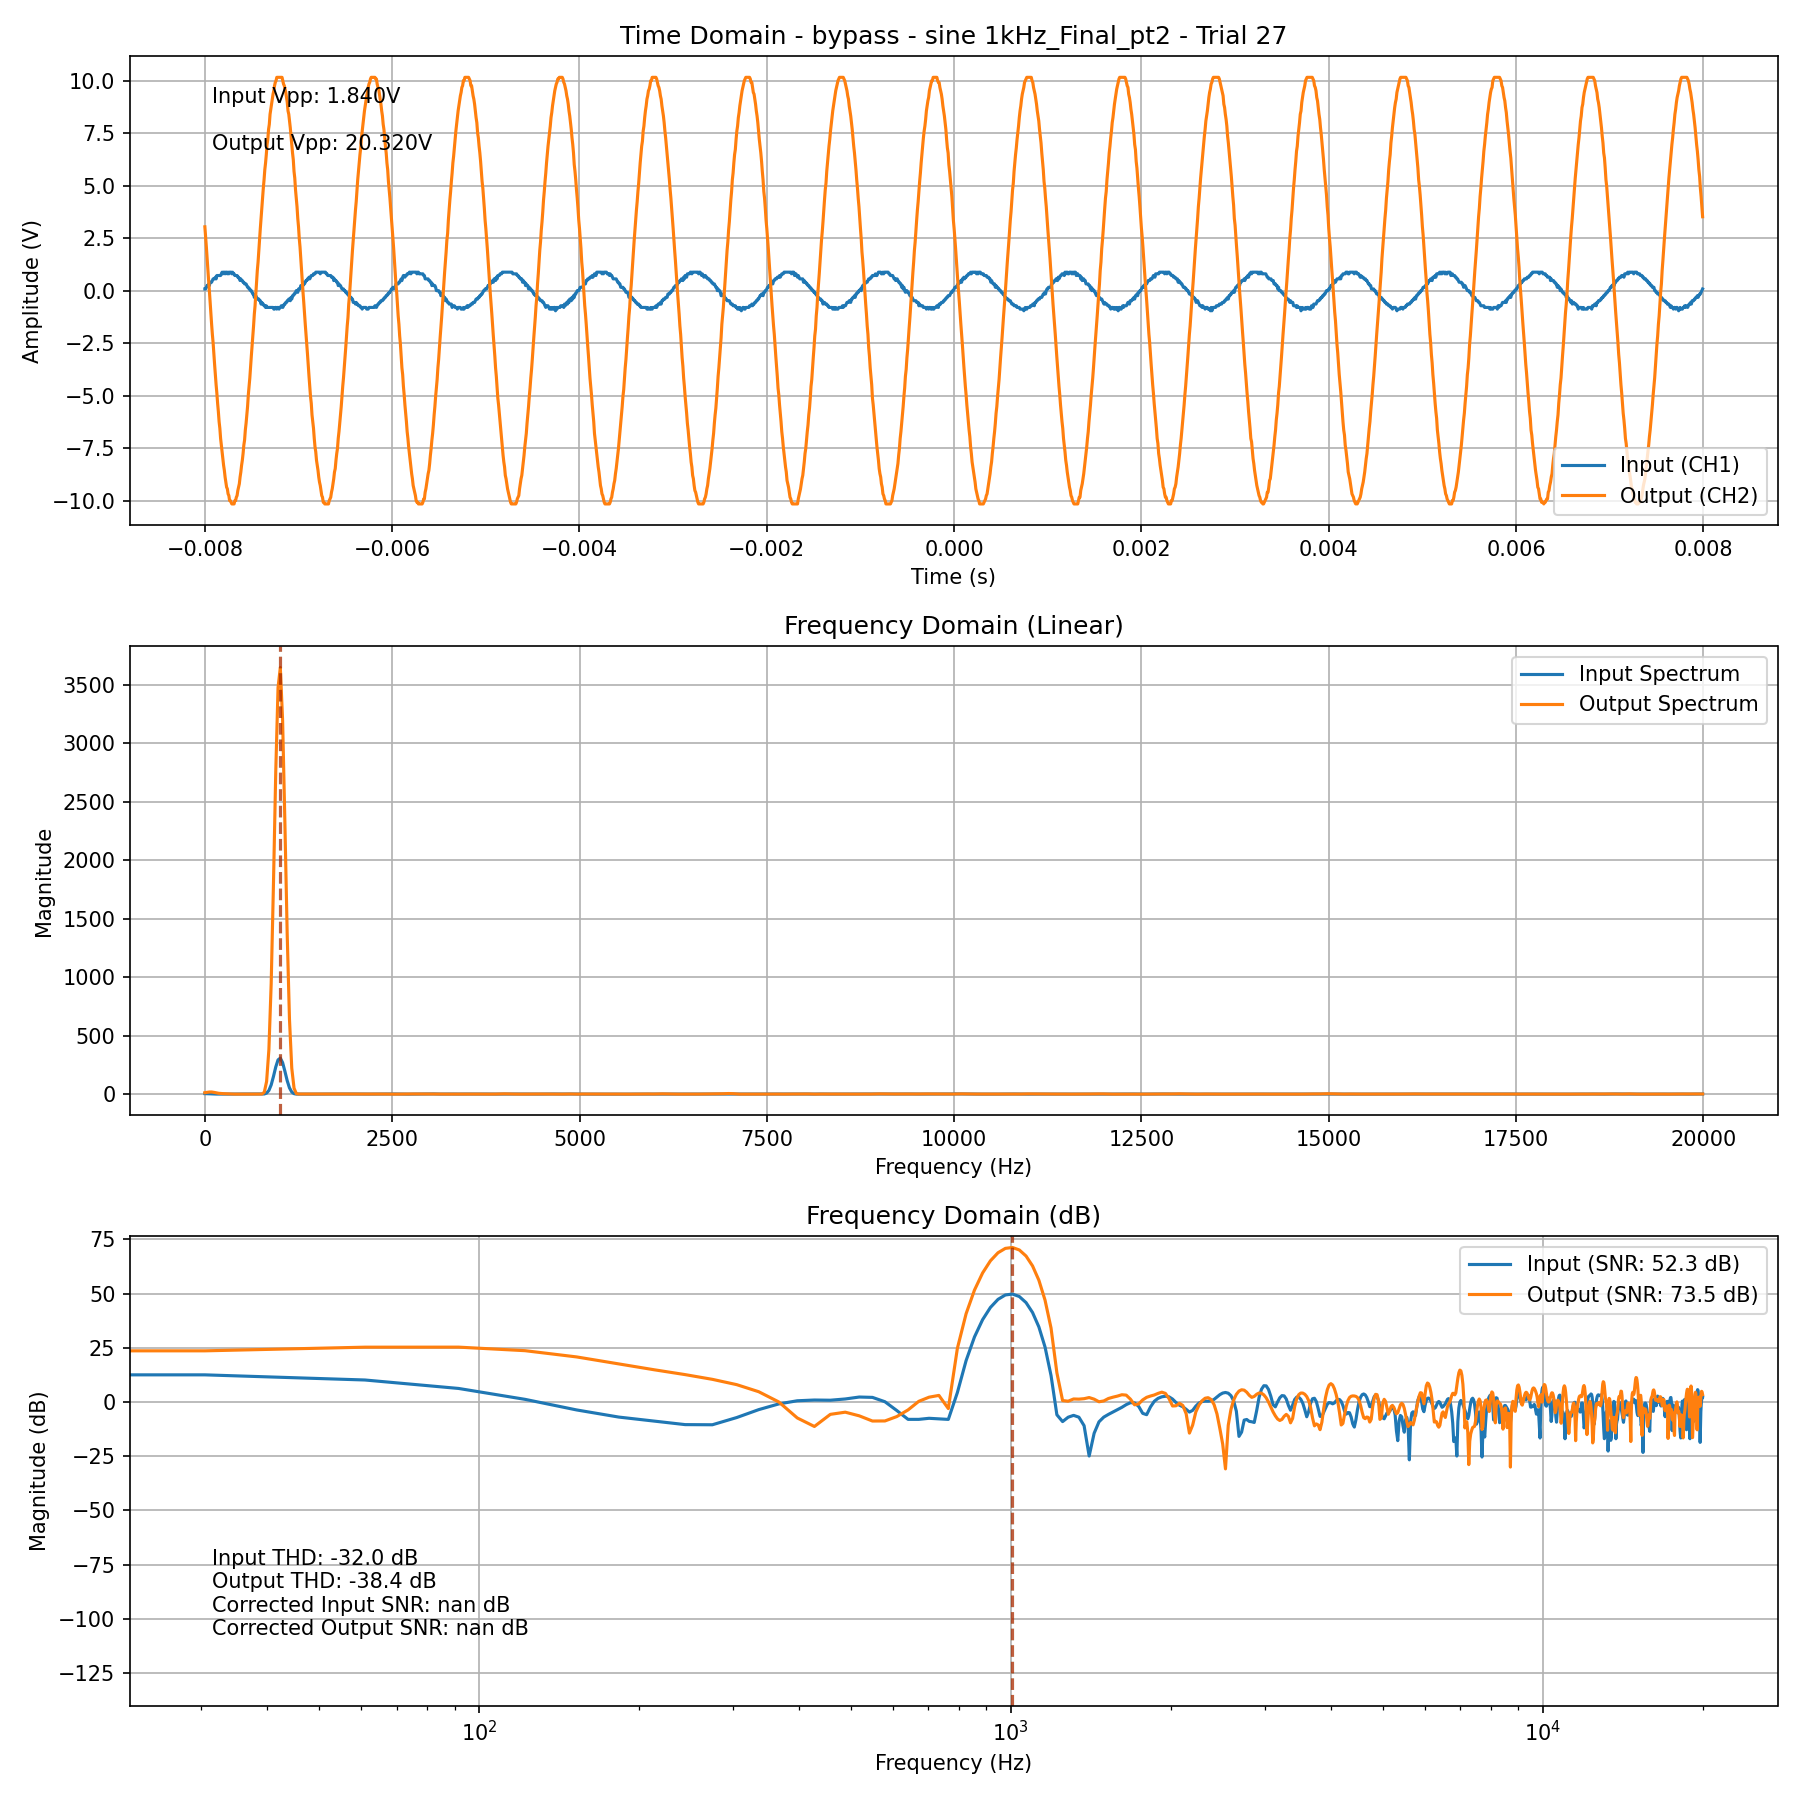 Time Domain - bypass - sine 1kHz_Final_pt2 - Trial 27
10.0
7.5
5.0
2.5
0.0
−2.5
−5.0
−7.5
−10.0
Amplitude (V)
Input Vpp: 1.840V
Output Vpp: 20.320V
Input (CH1)
Output (CH2)
−0.008
−0.006
−0.004
−0.002
0.000
0.002
0.004
0.006
0.008
Time (s)
Frequency Domain (Linear)
3500
3000
2500
2000
1500
1000
500
0
Magnitude
Input Spectrum
Output Spectrum
0
2500
5000
7500
10000
12500
15000
17500
20000
Frequency (Hz)
Frequency Domain (dB)
75
50
25
0
−25
−50
−75
−100
−125
Magnitude (dB)
Input (SNR: 52.3 dB)
Output (SNR: 73.5 dB)
Input THD: -32.0 dB
Output THD: -38.4 dB
Corrected Input SNR: nan dB
Corrected Output SNR: nan dB
10²
10³
10⁴
Frequency (Hz)